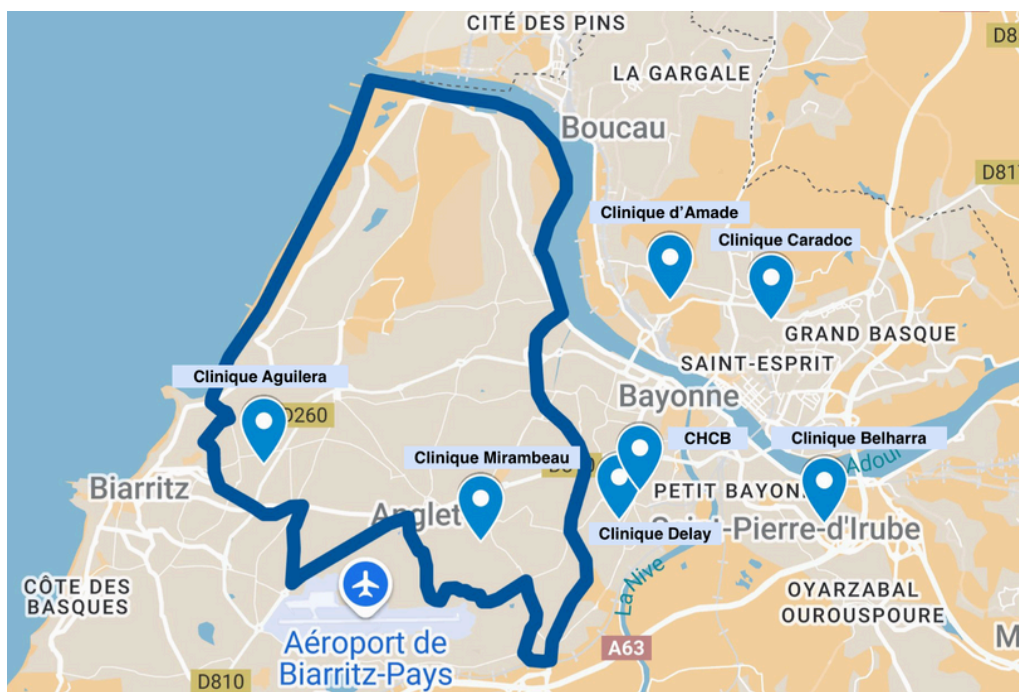 CITÉ DES PINS
D8
LA GARGALE
Boucau
D817
Clinique d'Amade
Clinique Caradoc
GRAND BASQUE
SAINT-ESPRIT
Clinique Aguilera
Bayonne
D260
CHCB
Clinique Belharra
Clinique Mirambeau
Adour
Biarritz
PETIT BAYONN
Anglet
Clinique Delay
Saint-Pierre-d'Irube
La Nive
CÔTE DES
BASQUES
OYARZABAL
OUROUSPOURE
Aéroport de
Biarritz-Pays
A63
M
D810